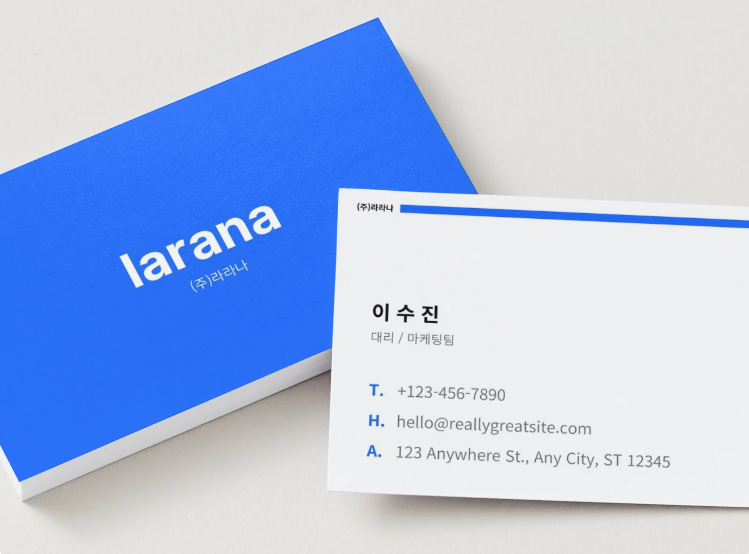 larana
(주)라라나
(주)라라나
이 수 진
대리 / 마케팅팀
T. +123-456-7890
H. hello@reallygreatsite.com
A. 123 Anywhere St., Any City, ST 12345